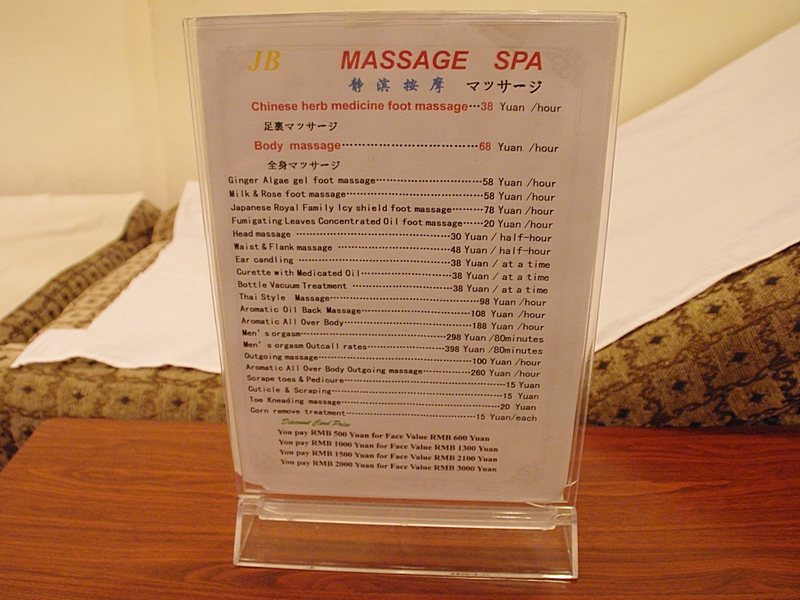 JB MASSAGE SPA
静滨按摩 マッサージ
Chinese herb medicine foot massage···38 Yuan /hour
足裏マッサージ
Body massage································68 Yuan /hour
全身マッサージ
Ginger Algae gel foot massage························58 Yuan /hour
Milk & Rose foot massage································58 Yuan /hour
Japanese Royal Family Icy shield foot massage········78 Yuan /hour
Fumigating Leaves Concentrated Oil foot massage·····20 Yuan /hour
Head massage ····································30 Yuan / half-hour
Waist & Flank massage ··························48 Yuan / half-hour
Ear candling ····································38 Yuan / at a time
Curette with Medicated Oil·······················38 Yuan / at a time
Bottle Vacuum Treatment ························38 Yuan / at a time
Thai Style Massage···································98 Yuan /hour
Aromatic Oil Back Massage··························108 Yuan /hour
Aromatic All Over Body······························188 Yuan /hour
Men's orgasm···································298 Yuan /80minutes
Men's orgasm Outcall rates······················398 Yuan /80minutes
Outgoing massage···································100 Yuan /hour
Aromatic All Over Body Outgoing massage···········260 Yuan /hour
Scrape toes & Pedicure···································15 Yuan
Cuticle & Scraping·······································15 Yuan
Toe Kneading massage···································20 Yuan
Corn remove treatment····························15 Yuan/each
Discount Card Price
You pay RMB 500 Yuan for Face Value RMB 600 Yuan
You pay RMB 1000 Yuan for Face Value RMB 1300 Yuan
You pay RMB 1500 Yuan for Face Value RMB 2100 Yuan
You pay RMB 2000 Yuan for Face Value RMB 3000 Yuan